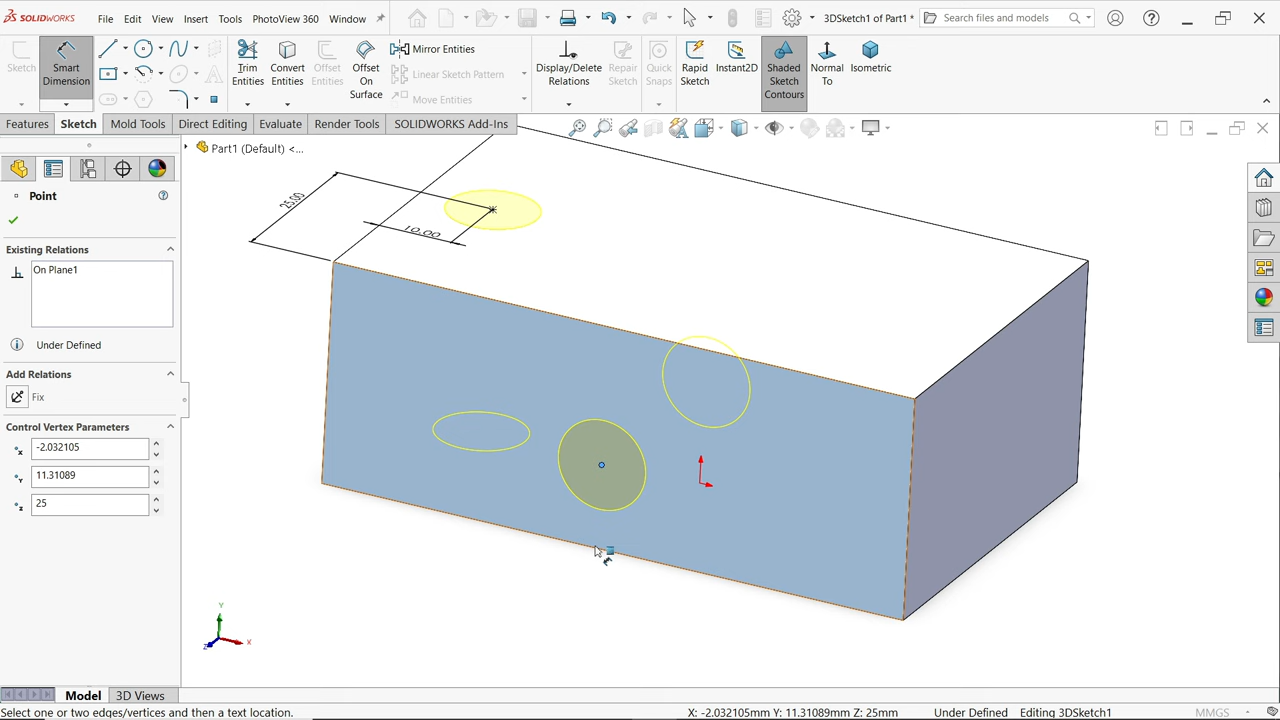 SOLIDWORKS
File
Edit
View
Insert
Tools
PhotoView 360
Window
3DSketch1 of Part1 *
Search files and models
Sketch
Smart
Dimension
Trim
Entities
Convert
Entities
Offset
Entities
Offset
On
Surface
Mirror Entities
Linear Sketch Pattern
Move Entities
Display/Delete
Relations
Repair
Sketch
Quick
Snaps
Rapid
Sketch
Instant2D
Shaded
Sketch
Contours
Normal
To
Isometric
Features
Sketch
Mold Tools
Direct Editing
Evaluate
Render Tools
SOLIDWORKS Add-Ins
Part1 (Default) <...
Point
Existing Relations
On Plane1
Under Defined
Add Relations
Fix
Control Vertex Parameters
-2.032105
11.31089
25
25.00
10.00
Y
X
Z
Model
3D Views
Select one or two edges/vertices and then a text location.
X: -2.032105mm Y: 11.31089mm Z: 25mm
Under Defined
Editing 3DSketch1
MMGS